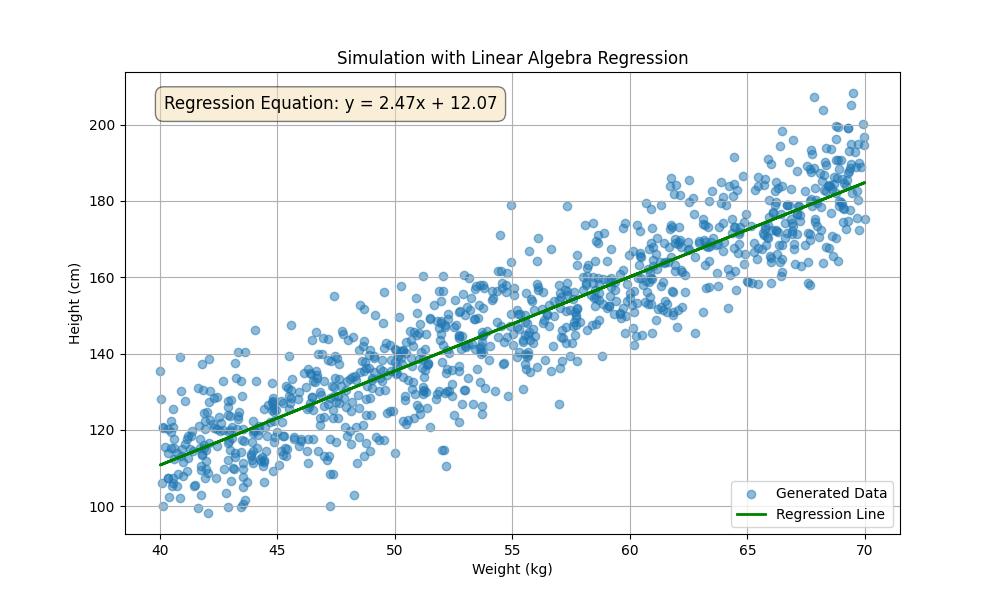 Simulation with Linear Algebra Regression
Regression Equation: y = 2.47x + 12.07
Height (cm)
200
180
160
140
120
100
Generated Data
Regression Line
40 45 50 55 60 65 70
Weight (kg)